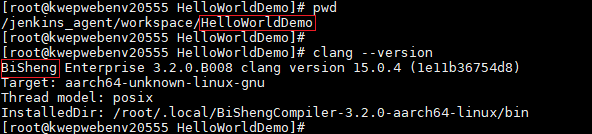 [root@kwepwebenv20555 HelloWorldDemo]# pwd
/jenkins_agent/workspace/HelloWorldDemo
[root@kwepwebenv20555 HelloWorldDemo]#
[root@kwepwebenv20555 HelloWorldDemo]# clang --version
BiSheng Enterprise 3.2.0.B008 clang version 15.0.4 (1e11b36754d8)
Target: aarch64-unknown-linux-gnu
Thread model: posix
InstalledDir: /root/.local/BiShengCompiler-3.2.0-aarch64-linux/bin
[root@kwepwebenv20555 HelloWorldDemo]#